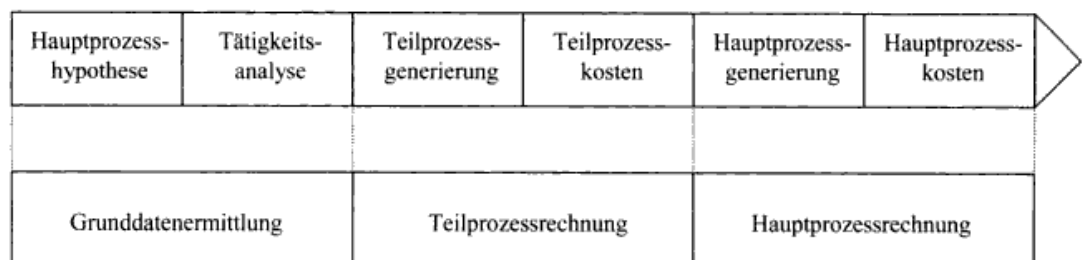 Hauptprozess-
hypothese
Tätigkeits-
analyse
Teilprozess-
generierung
Teilprozess-
kosten
Hauptprozess-
generierung
Hauptprozess-
kosten
Grunddatenermittlung
Teilprozessrechnung
Hauptprozessrechnung